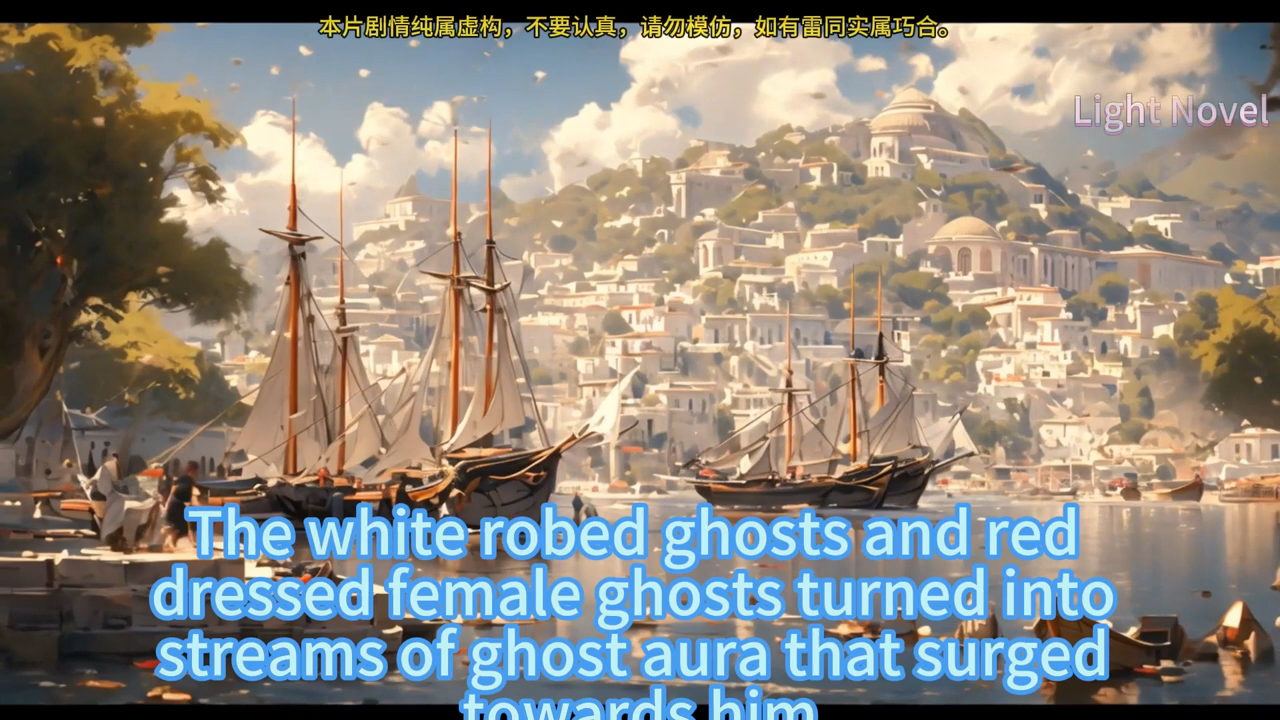 本片剧情纯属虚构，不要认真，请勿模仿，如有雷同实属巧合。
Light Novel
The white robed ghosts and red
dressed female ghosts turned into
streams of ghost aura that surged
towards him